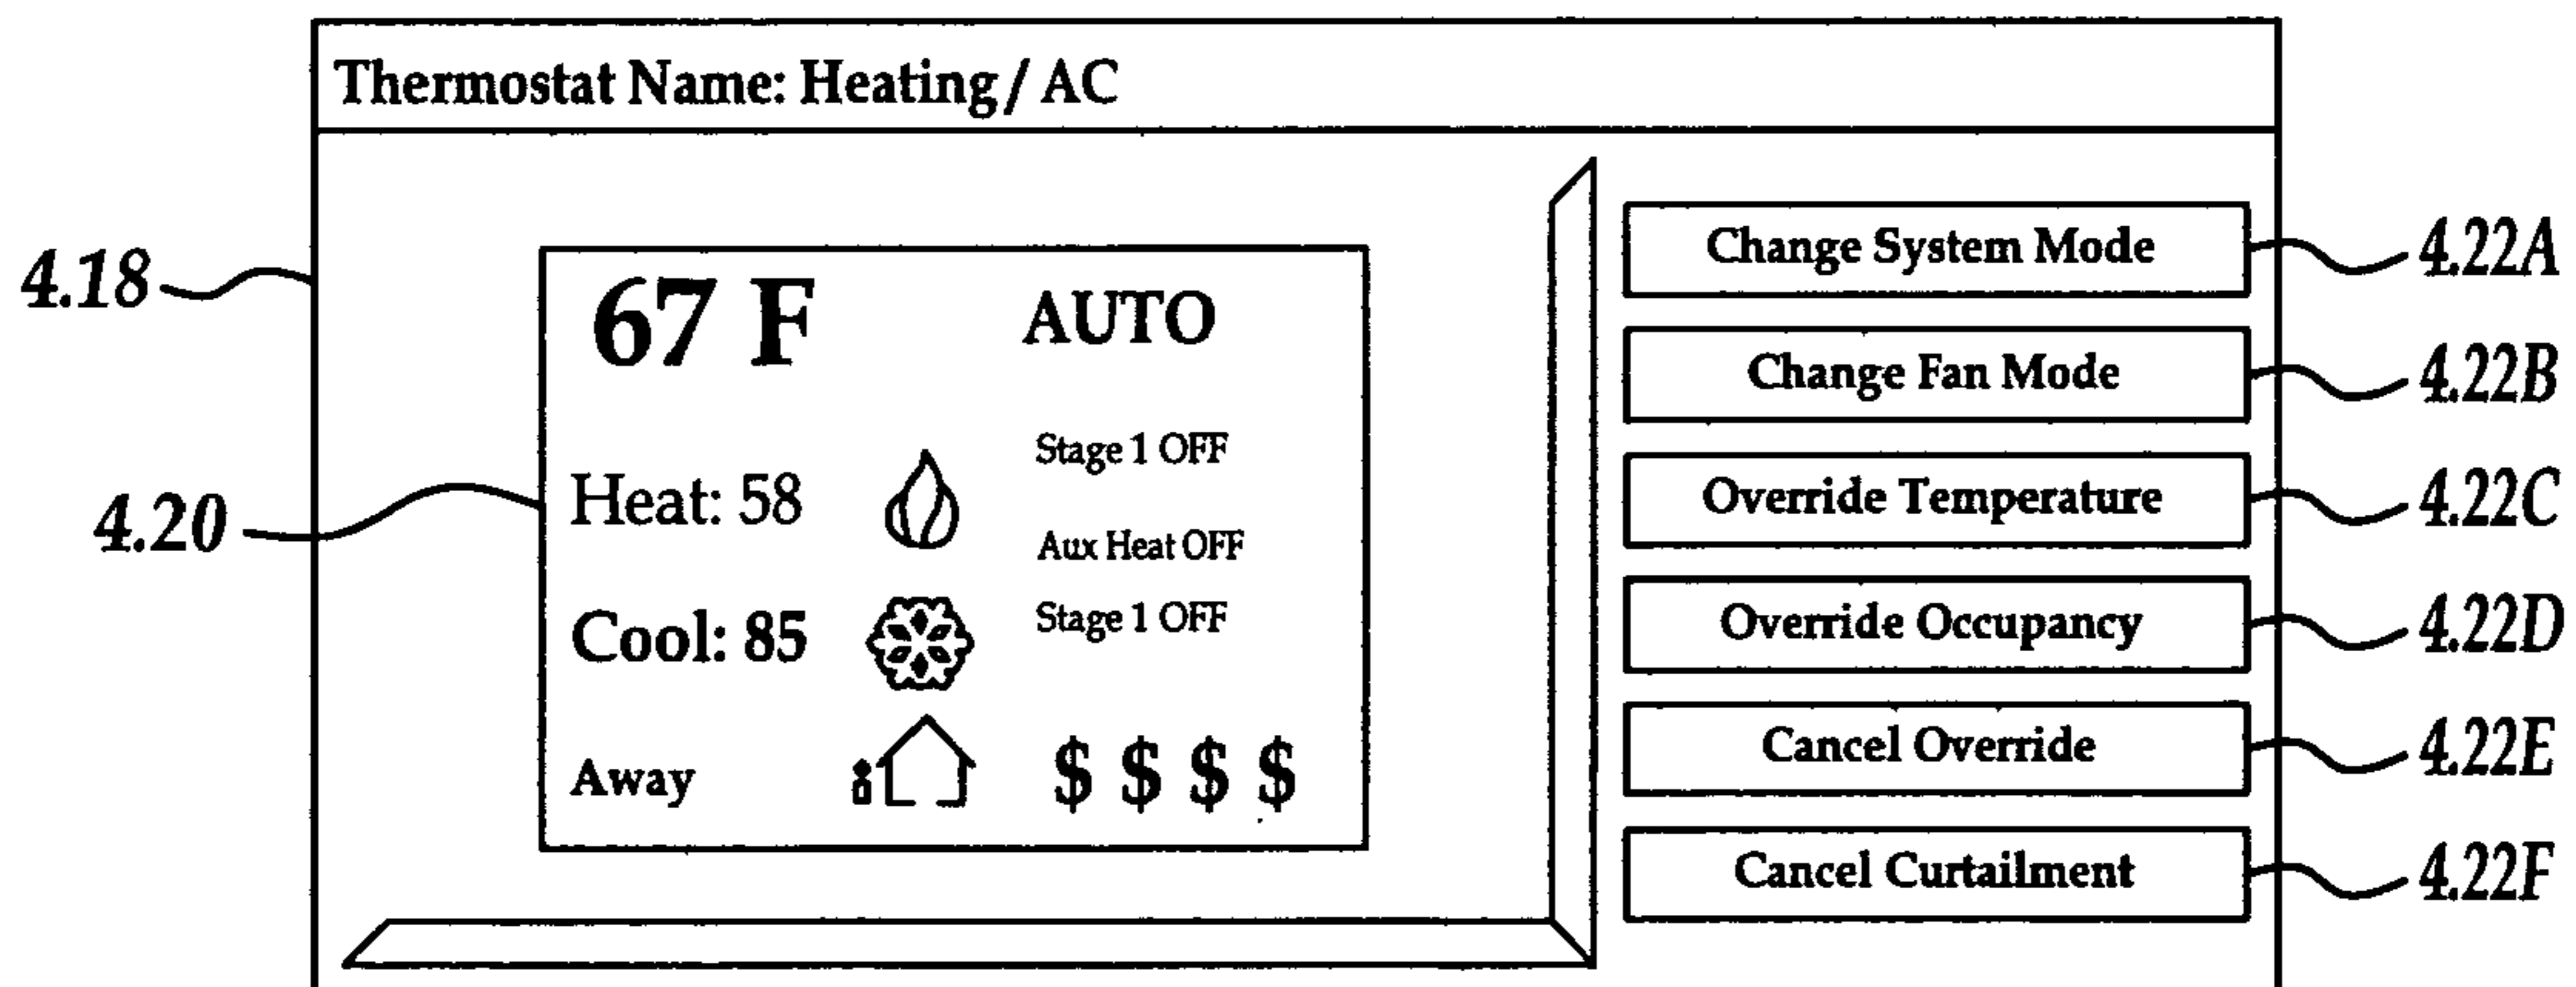 Thermostat Name: Heating/ AC
4.18
4.20
67 F AUTO
Stage 1 OFF
Heat: 58
Aux Heat OFF
Cool: 85 Stage 1 OFF
Away $ $ $ $
Change System Mode 4.22A
Change Fan Mode 4.22B
Override Temperature 4.22C
Override Occupancy 4.22D
Cancel Override 4.22E
Cancel Curtailment 4.22F